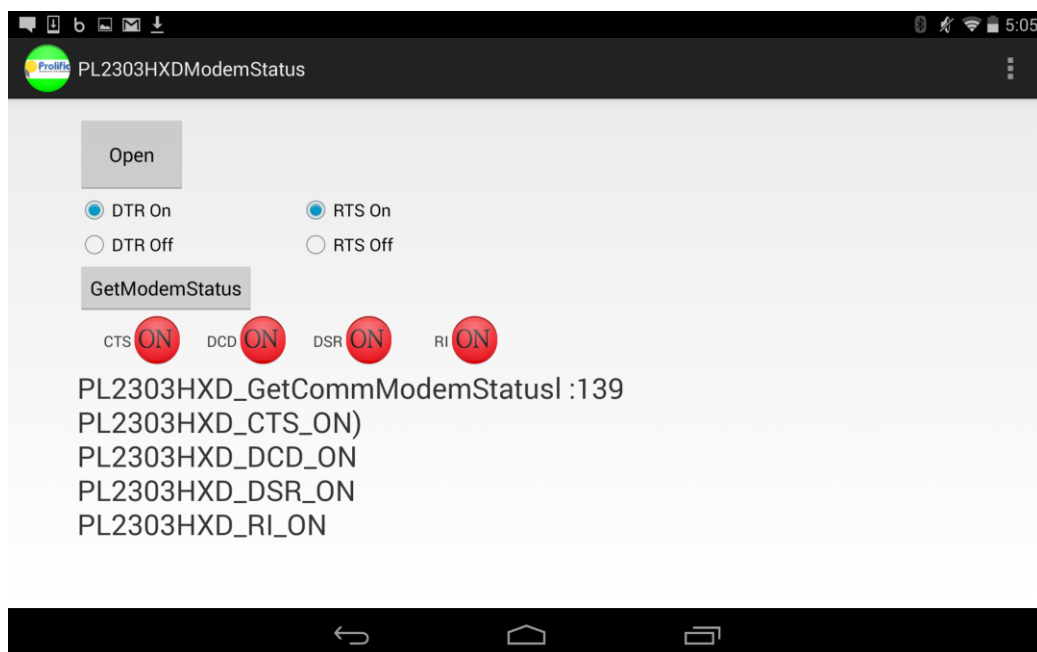 5:05
Prolific PL2303HXDModemStatus
Open
DTR On RTS On
DTR Off RTS Off
GetModemStatus
CTS ON DCD ON DSR ON RI ON
PL2303HXD_GetCommModemStatusl :139
PL2303HXD_CTS_ON)
PL2303HXD_DCD_ON
PL2303HXD_DSR_ON
PL2303HXD_RI_ON